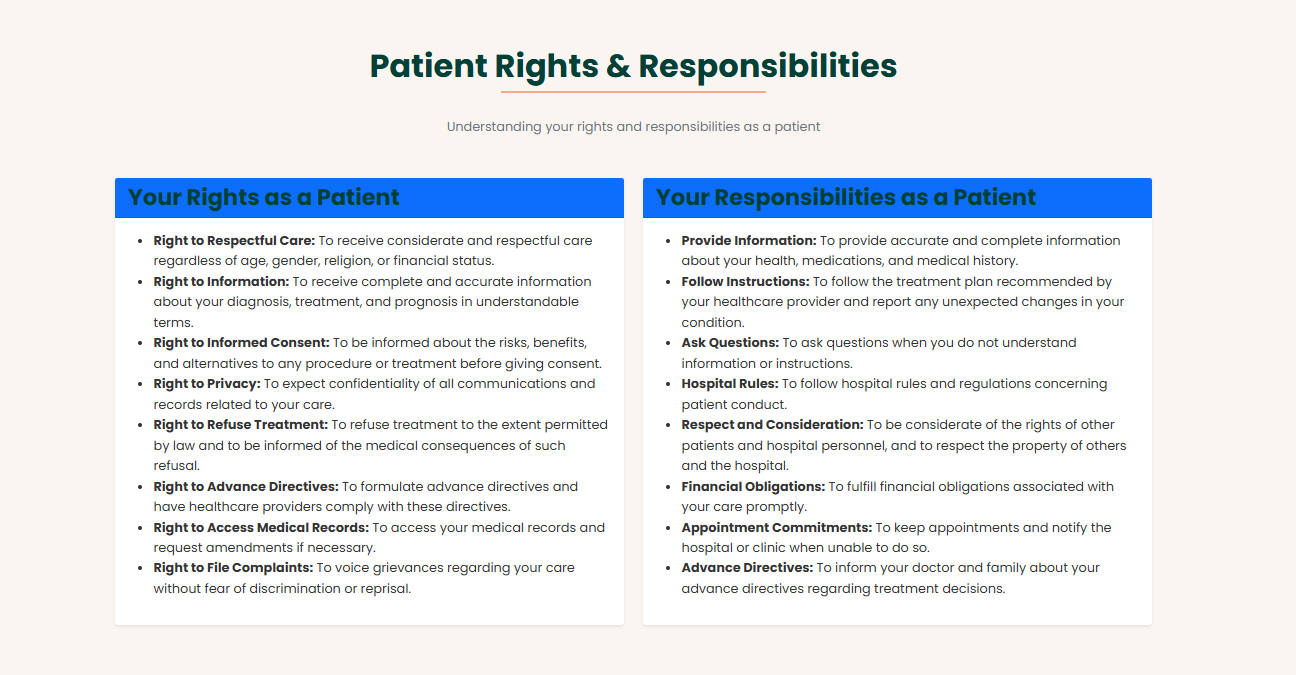 Patient Rights & Responsibilities
Understanding your rights and responsibilities as a patient
Your Rights as a Patient
Right to Respectful Care: To receive considerate and respectful care
regardless of age, gender, religion, or financial status.
Right to Information: To receive complete and accurate information
about your diagnosis, treatment, and prognosis in understandable
terms.
Right to Informed Consent: To be informed about the risks, benefits,
and alternatives to any procedure or treatment before giving consent.
Right to Privacy: To expect confidentiality of all communications and
records related to your care.
Right to Refuse Treatment: To refuse treatment to the extent permitted
by law and to be informed of the medical consequences of such
refusal.
Right to Advance Directives: To formulate advance directives and
have healthcare providers comply with these directives.
Right to Access Medical Records: To access your medical records and
request amendments if necessary.
Right to File Complaints: To voice grievances regarding your care
without fear of discrimination or reprisal.
Your Responsibilities as a Patient
Provide Information: To provide accurate and complete information
about your health, medications, and medical history.
Follow Instructions: To follow the treatment plan recommended by
your healthcare provider and report any unexpected changes in your
condition.
Ask Questions: To ask questions when you do not understand
information or instructions.
Hospital Rules: To follow hospital rules and regulations concerning
patient conduct.
Respect and Consideration: To be considerate of the rights of other
patients and hospital personnel, and to respect the property of others
and the hospital.
Financial Obligations: To fulfill financial obligations associated with
your care promptly.
Appointment Commitments: To keep appointments and notify the
hospital or clinic when unable to do so.
Advance Directives: To inform your doctor and family about your
advance directives regarding treatment decisions.